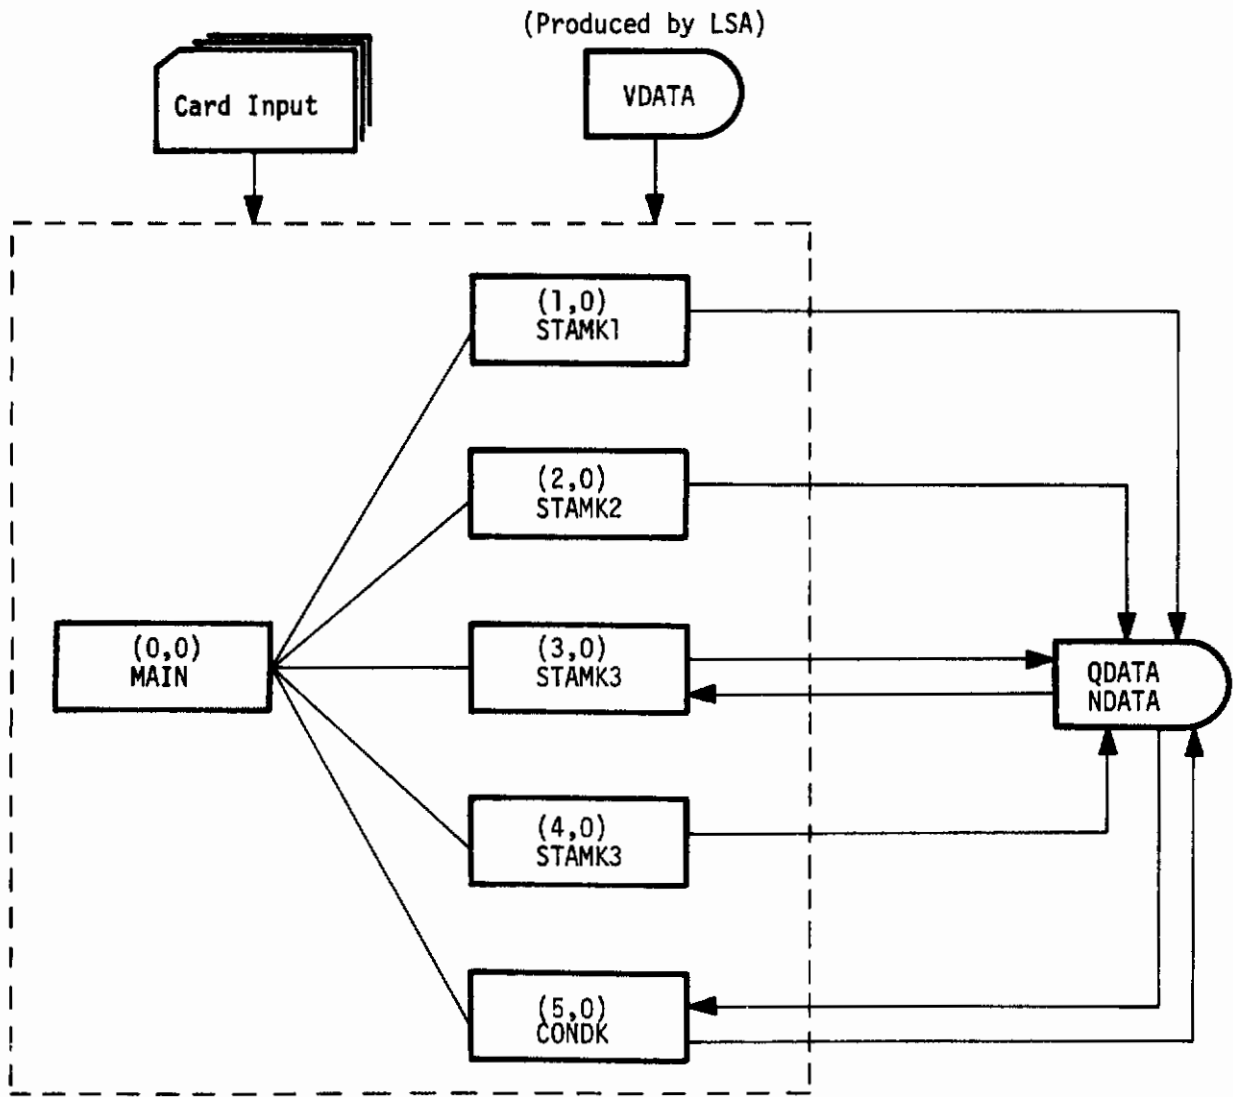 (Produced by LSA)
Card Input
VDATA
(1,0)
STAMK1
(2,0)
STAMK2
(0,0)
MAIN
(3,0)
STAMK3
QDATA
NDATA
(4,0)
STAMK3
(5,0)
CONDK